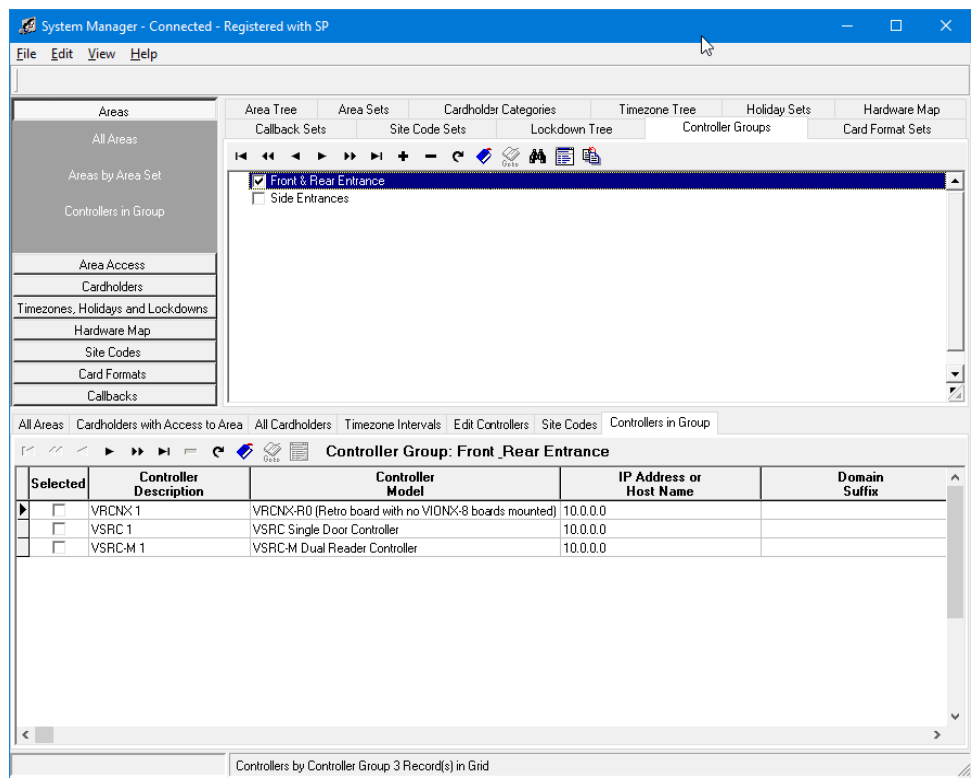 System Manager - Connected - Registered with SP
File Edit View Help
Areas
All Areas
Areas by Area Set
Controllers in Group
Area Access
Cardholders
Timezones, Holidays and Lockdowns
Hardware Map
Site Codes
Card Formats
Callbacks
Area Tree Area Sets Cardholder Categories Timezone Tree Holiday Sets Hardware Map
Callback Sets Site Code Sets Lockdown Tree Controller Groups Card Format Sets
Goto
Front & Rear Entrance
Side Entrances
All Areas Cardholders with Access to Area All Cardholders Timezone Intervals Edit Controllers Site Codes Controllers in Group
Goto
Controller Group: Front _Rear Entrance
Selected Controller Description Controller Model IP Address or Host Name Domain Suffix
VRCNX 1 VRCNX-R0 (Retro board with no VIONX-8 boards mounted) 10.0.0.0
VSRC 1 VSRC Single Door Controller 10.0.0.0
VSRC-M 1 VSRC-M Dual Reader Controller 10.0.0.0
Controllers by Controller Group 3 Record(s) in Grid